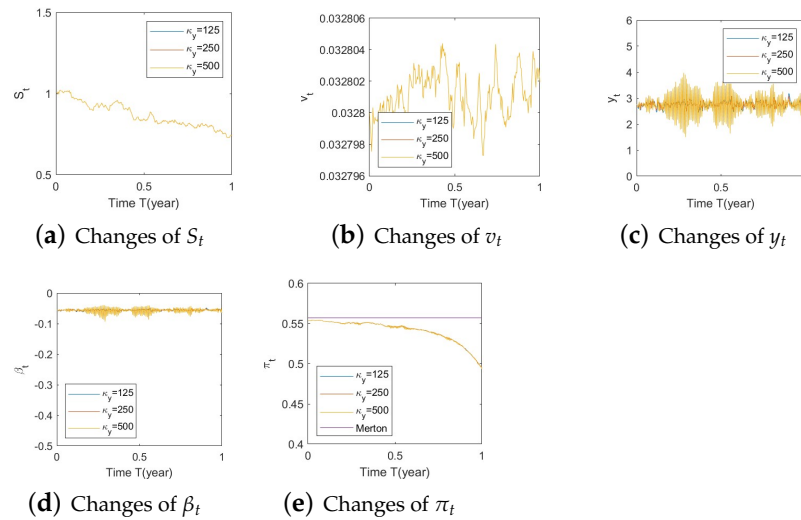 1.5
1
0.5
S_t
κ_y=125
κ_y=250
κ_y=500
0 0.5 1
Time T(year)
(a) Changes of S_t
0.032806
0.032804
0.032802
0.0328
0.032798
0.032796
v_t
κ_y=125
κ_y=250
κ_y=500
0 0.5 1
Time T(year)
(b) Changes of v_t
6
5
4
3
2
1
0
y_t
κ_y=125
κ_y=250
κ_y=500
0 0.5 1
Time T(year)
(c) Changes of y_t
0
-0.1
-0.2
-0.3
-0.4
-0.5
β_t
κ_y=125
κ_y=250
κ_y=500
0 0.5 1
Time T(year)
(d) Changes of β_t
0.6
0.55
0.5
0.45
0.4
π_t
κ_y=125
κ_y=250
κ_y=500
Merton
0 0.5 1
Time T(year)
(e) Changes of π_t